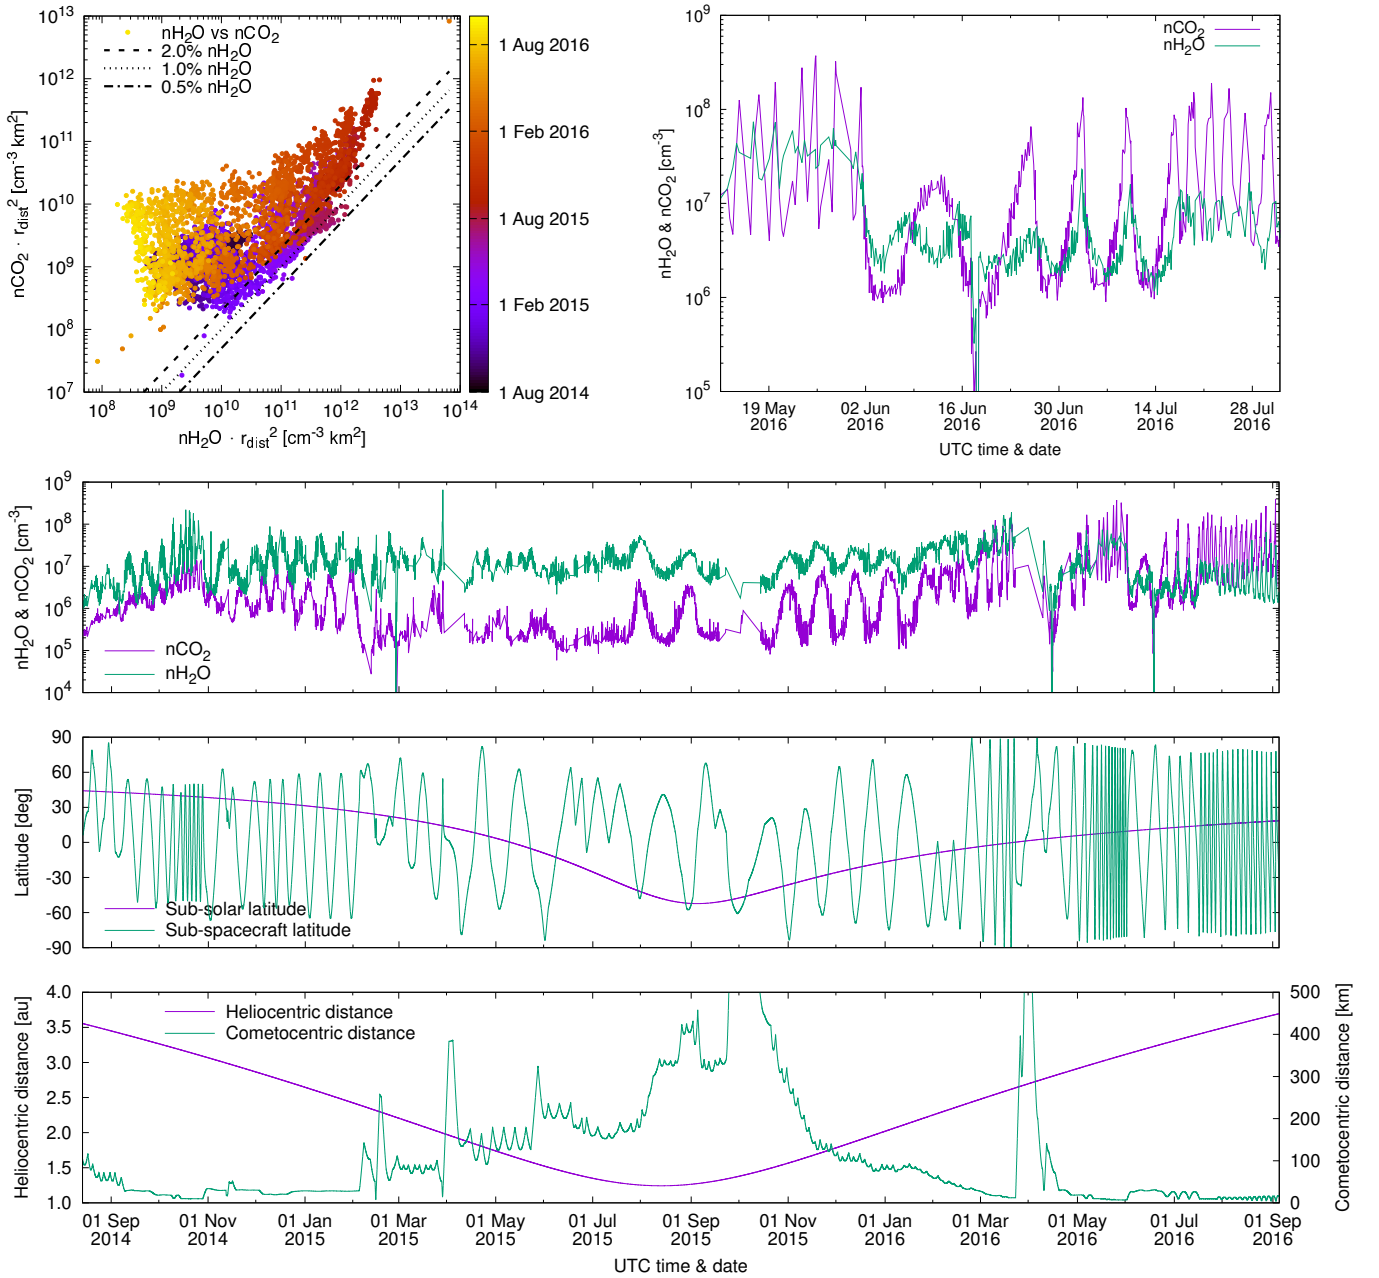 10^13
10^12
10^11
10^10
10^9
10^8
10^7
nCO2 · rdist^2 [cm^-3 km^2]
nH2O vs nCO2
2.0% nH2O
1.0% nH2O
0.5% nH2O
10^8 10^9 10^10 10^11 10^12 10^13 10^14
nH2O · rdist^2 [cm^-3 km^2]
1 Aug 2016
1 Feb 2016
1 Aug 2015
1 Feb 2015
1 Aug 2014
10^9
10^8
10^7
10^6
10^5
nH2O & nCO2 [cm^-3]
nCO2
nH2O
19 May 02 Jun 16 Jun 30 Jun 14 Jul 28 Jul
2016 2016 2016 2016 2016 2016
UTC time & date
10^9
10^8
10^7
10^6
10^5
10^4
nH2O & nCO2 [cm^-3]
nCO2
nH2O
90
60
30
0
-30
-60
-90
Latitude [deg]
Sub-solar latitude
Sub-spacecraft latitude
4.0
3.5
3.0
2.5
2.0
1.5
1.0
Heliocentric distance [au]
Heliocentric distance
Cometocentric distance
500
400
300
200
100
0
Cometocentric distance [km]
01 Sep 01 Nov 01 Jan 01 Mar 01 May 01 Jul 01 Sep 01 Nov 01 Jan 01 Mar 01 May 01 Jul 01 Sep
2014 2014 2015 2015 2015 2015 2015 2015 2016 2016 2016 2016 2016
UTC time & date